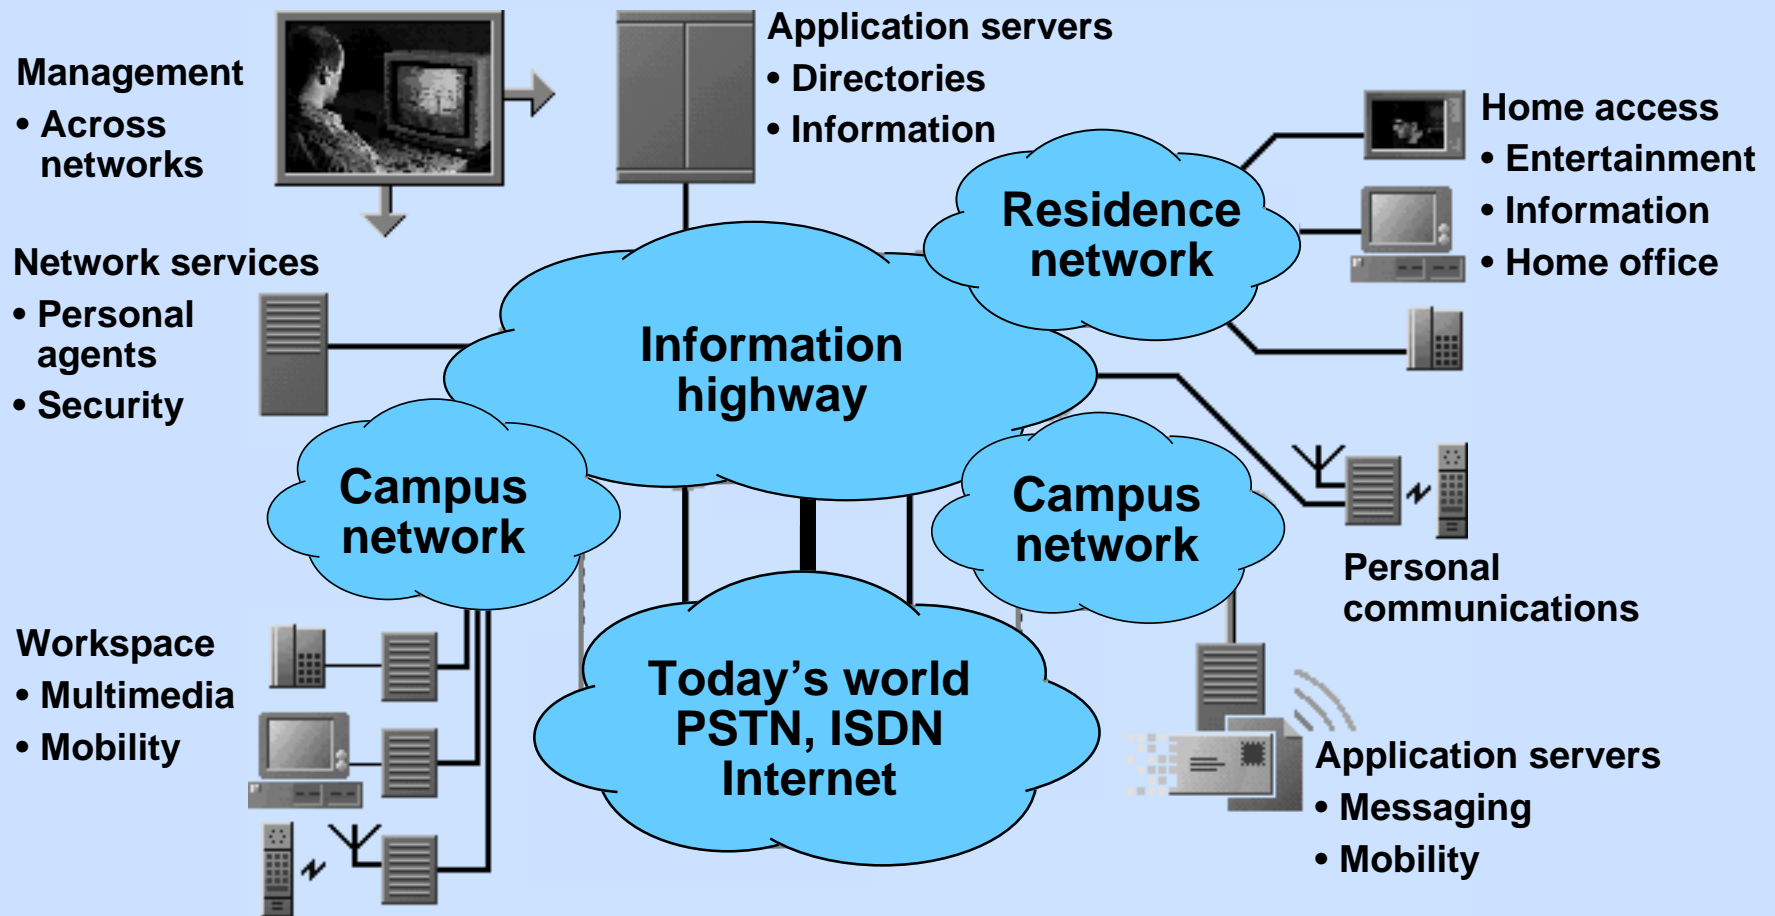 Management
• Across
networks
Application servers
• Directories
• Information
Home access
• Entertainment
• Information
• Home office
Residence
network
Network services
• Personal
agents
• Security
Information
highway
Campus
network
Campus
network
Personal
communications
Workspace
• Multimedia
• Mobility
Today’s world
PSTN, ISDN
Internet
Application servers
• Messaging
• Mobility